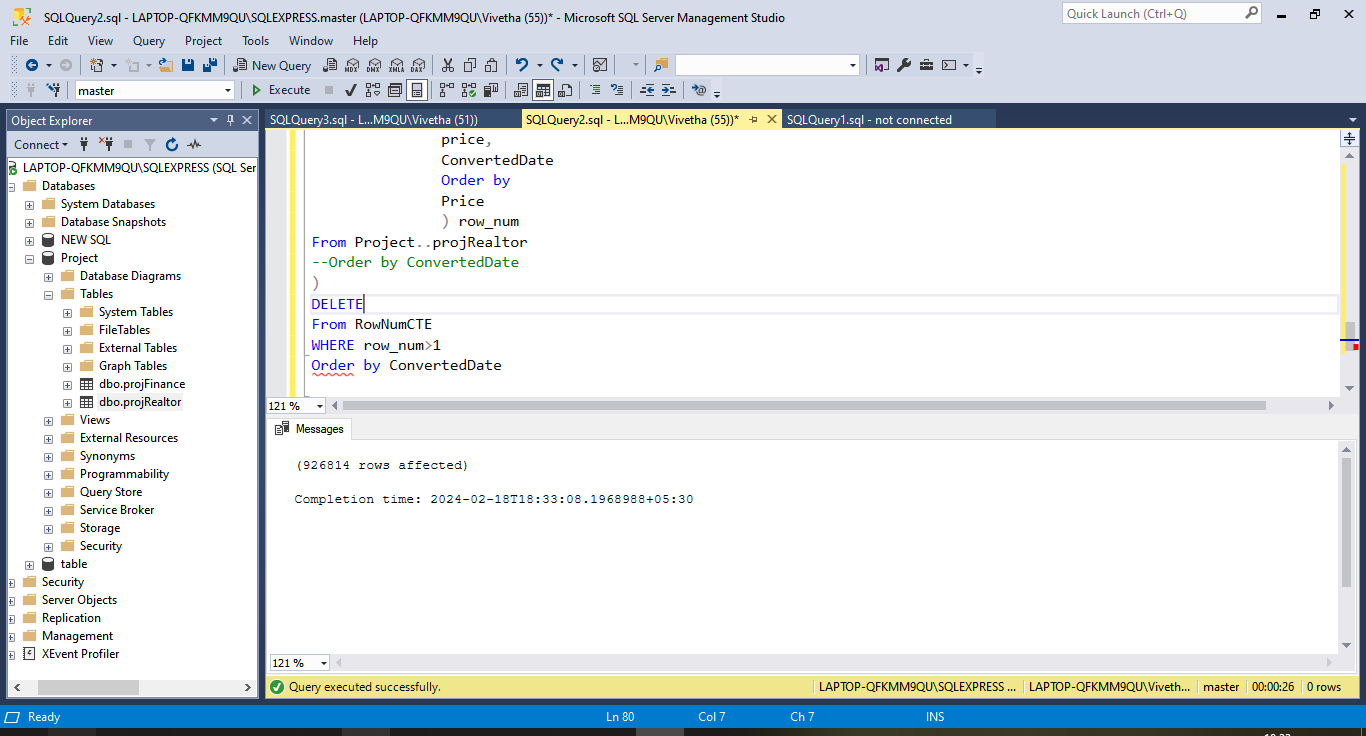 SQLQuery2.sql - LAPTOP-QFKMM9QU\SQLEXPRESS.master (LAPTOP-QFKMM9QU\Vivetha (55))* - Microsoft SQL Server Management Studio
Quick Launch (Ctrl+Q)
File Edit View Query Project Tools Window Help
New Query MDX DMX XMLA DAX
master Execute
Object Explorer
SQLQuery3.sql - L...M9QU\Vivetha (51)) SQLQuery2.sql - L...M9QU\Vivetha (55))* SQLQuery1.sql - not connected
Connect
LAPTOP-QFKMM9QU\SQLEXPRESS (SQL Ser
Databases
System Databases
Database Snapshots
NEW SQL
Project
Database Diagrams
Tables
System Tables
FileTables
External Tables
Graph Tables
dbo.projFinance
dbo.projRealtor
Views
External Resources
Synonyms
Programmability
Query Store
Service Broker
Storage
Security
table
Security
Server Objects
Replication
Management
XEvent Profiler
price,
ConvertedDate
Order by
Price
) row_num
From Project..projRealtor
--Order by ConvertedDate
)
DELETE
From RowNumCTE
WHERE row_num>1
Order by ConvertedDate
121 %
Messages
(926814 rows affected)
Completion time: 2024-02-18T18:33:08.1968988+05:30
121 %
Query executed successfully. LAPTOP-QFKMM9QU\SQLEXPRESS ... LAPTOP-QFKMM9QU\Viveth... master 00:00:26 0 rows
Ready Ln 80 Col 7 Ch 7 INS